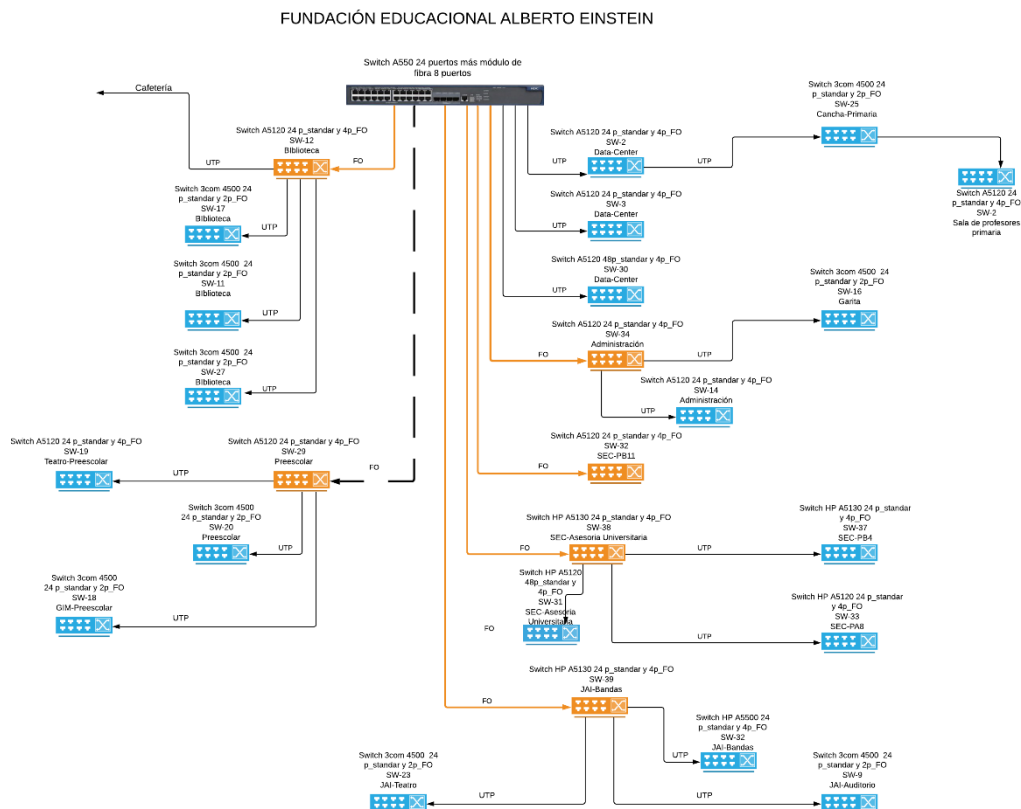 FUNDACIÓN EDUCACIONAL ALBERTO EINSTEIN
Switch A550 24 puertos más módulo de
fibra 8 puertos
Cafetería
Switch A5120 24 p_standar y 4p_FO
SW-12
BIblioteca
UTP
FO
Switch 3com 4500 24
p_standar y 2p_FO
SW-17
BIblioteca
UTP
Switch 3com 4500  24
p_standar y 2p_FO
SW-11
BIblioteca
UTP
Switch 3com 4500  24
p_standar y 2p_FO
SW-27
BIblioteca
UTP
Switch A5120 24 p_standar y 4p_FO
SW-2
Data-Center
UTP
UTP
Switch 3com 4500 24
p_standar y 2p_FO
SW-25
Cancha-Primaria
Switch A5120 24
p_standar y 4p_FO
SW-2
Sala de profesores
primaria
Switch A5120 24 p_standar y 4p_FO
SW-3
Data-Center
UTP
Switch A5120 48p_standar y 4p_FO
SW-30
Data-Center
UTP
Switch 3com 4500  24
p_standar y 2p_FO
SW-16
Garita
Switch A5120 24 p_standar y 4p_FO
SW-34
Administración
FO
UTP
Switch A5120 24 p_standar y 4p_FO
SW-14
Administración
UTP
Switch A5120 24 p_standar y 4p_FO
SW-32
SEC-PB11
Switch A5120 24 p_standar y 4p_FO
SW-19
Teatro-Preescolar
UTP
Switch A5120 24 p_standar y 4p_FO
SW-29
Preescolar
FO
Switch 3com 4500
24 p_standar y 2p_FO
SW-20
Preescolar
UTP
Switch 3com 4500
24 p_standar y 2p_FO
SW-18
GIM-Preescolar
UTP
Switch HP A5130 24 p_standar y 4p_FO
SW-38
SEC-Asesoria Universitaria
FO
UTP
Switch HP A5130 24 p_standar
y 4p_FO
SW-37
SEC-PB4
Switch HP A5120
48p_standar y
4p_FO
SW-31
SEC-Asesoria
Universitaria
FO
Switch HP A5120 24 p_standar
y 4p_FO
SW-33
SEC-PA8
UTP
Switch HP A5130 24 p_standar y 4p_FO
SW-39
JAI-Bandas
FO
Switch HP A5500 24
p_standar y 4p_FO
SW-32
JAI-Bandas
UTP
Switch 3com 4500  24
p_standar y 2p_FO
SW-23
JAI-Teatro
UTP
Switch 3com 4500  24
p_standar y 2p_FO
SW-9
JAI-Auditorio
UTP